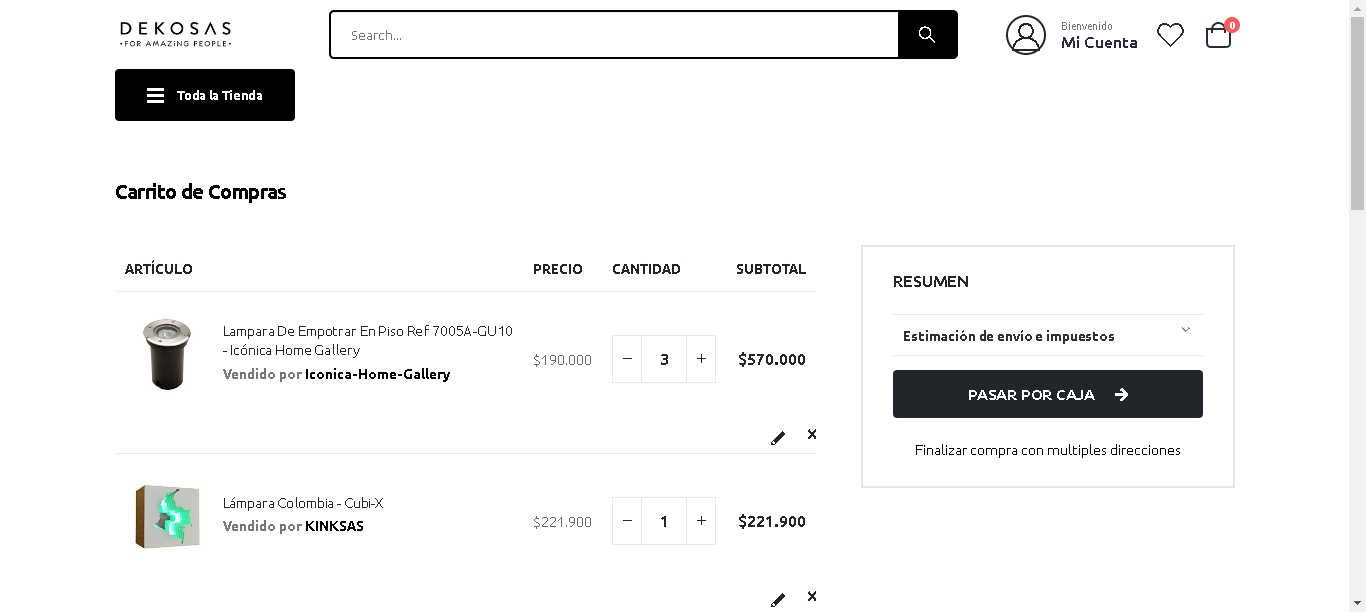 DEKOSAS
•FOR AMAZING PEOPLE•
Search...
Bienvenido
Mi Cuenta
0
Toda la Tienda
Carrito de Compras
ARTÍCULO PRECIO CANTIDAD SUBTOTAL
Lampara De Empotrar En Piso Ref 7005A-GU10
- Icónica Home Gallery
Vendido por Iconica-Home-Gallery
$190.000 − 3 + $570.000
Lámpara Colombia - Cubi-X
Vendido por KINKSAS
$221.900 − 1 + $221.900
RESUMEN
Estimación de envío e impuestos
PASAR POR CAJA
Finalizar compra con multiples direcciones